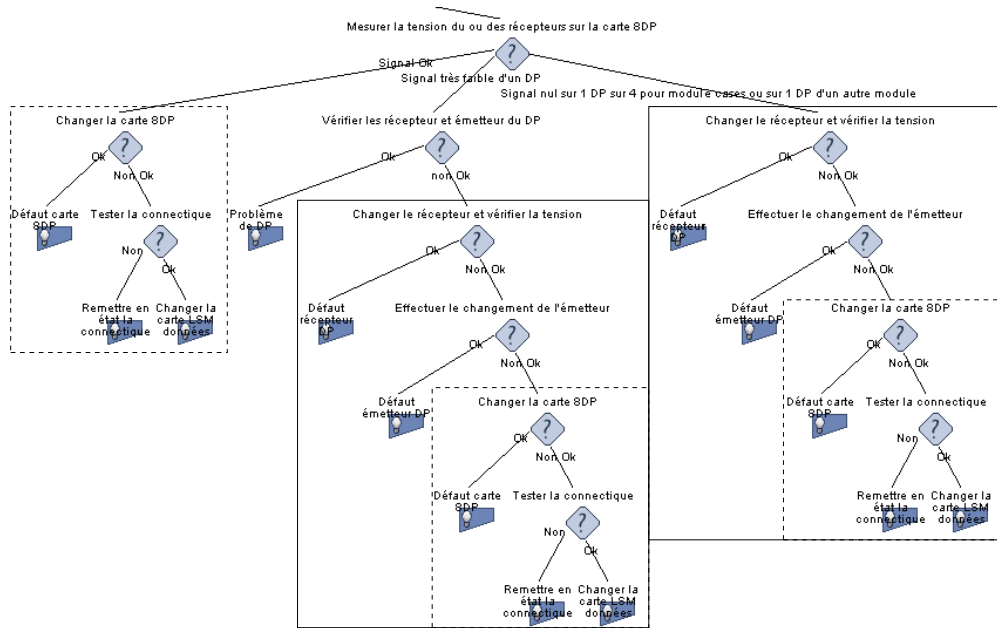 Mesurer la tension du ou des récepteurs sur la carte 8DP
Signal Ok
Signal très faible d'un DP
Signal nul sur 1 DP sur 4 pour module cases ou sur 1 DP d'un autre module
Changer la carte 8DP
Ok
Non Ok
Défaut carte
8DP
Tester la connectique
Non
Ok
Remettre en
état la
connectique
Changer la
carte LSM
données
Vérifier les récepteur et émetteur du DP
Ok
non Ok
Problème
de DP
Changer le récepteur et vérifier la tension
Ok
Non Ok
Défaut
récepteur
DP
Effectuer le changement de l'émetteur
Ok
Non Ok
Défaut
émetteur DP
Changer la carte 8DP
Ok
Non Ok
Défaut carte
8DP
Tester la connectique
Non
Ok
Remettre en
état la
connectique
Changer la
carte LSM
données
Changer le récepteur et vérifier la tension
Ok
Non Ok
Défaut
récepteur
DP
Effectuer le changement de l'émetteur
Ok
Non Ok
Défaut
émetteur DP
Changer la carte 8DP
Ok
Non Ok
Défaut carte
8DP
Tester la connectique
Non
Ok
Remettre en
état la
connectique
Changer la
carte LSM
données